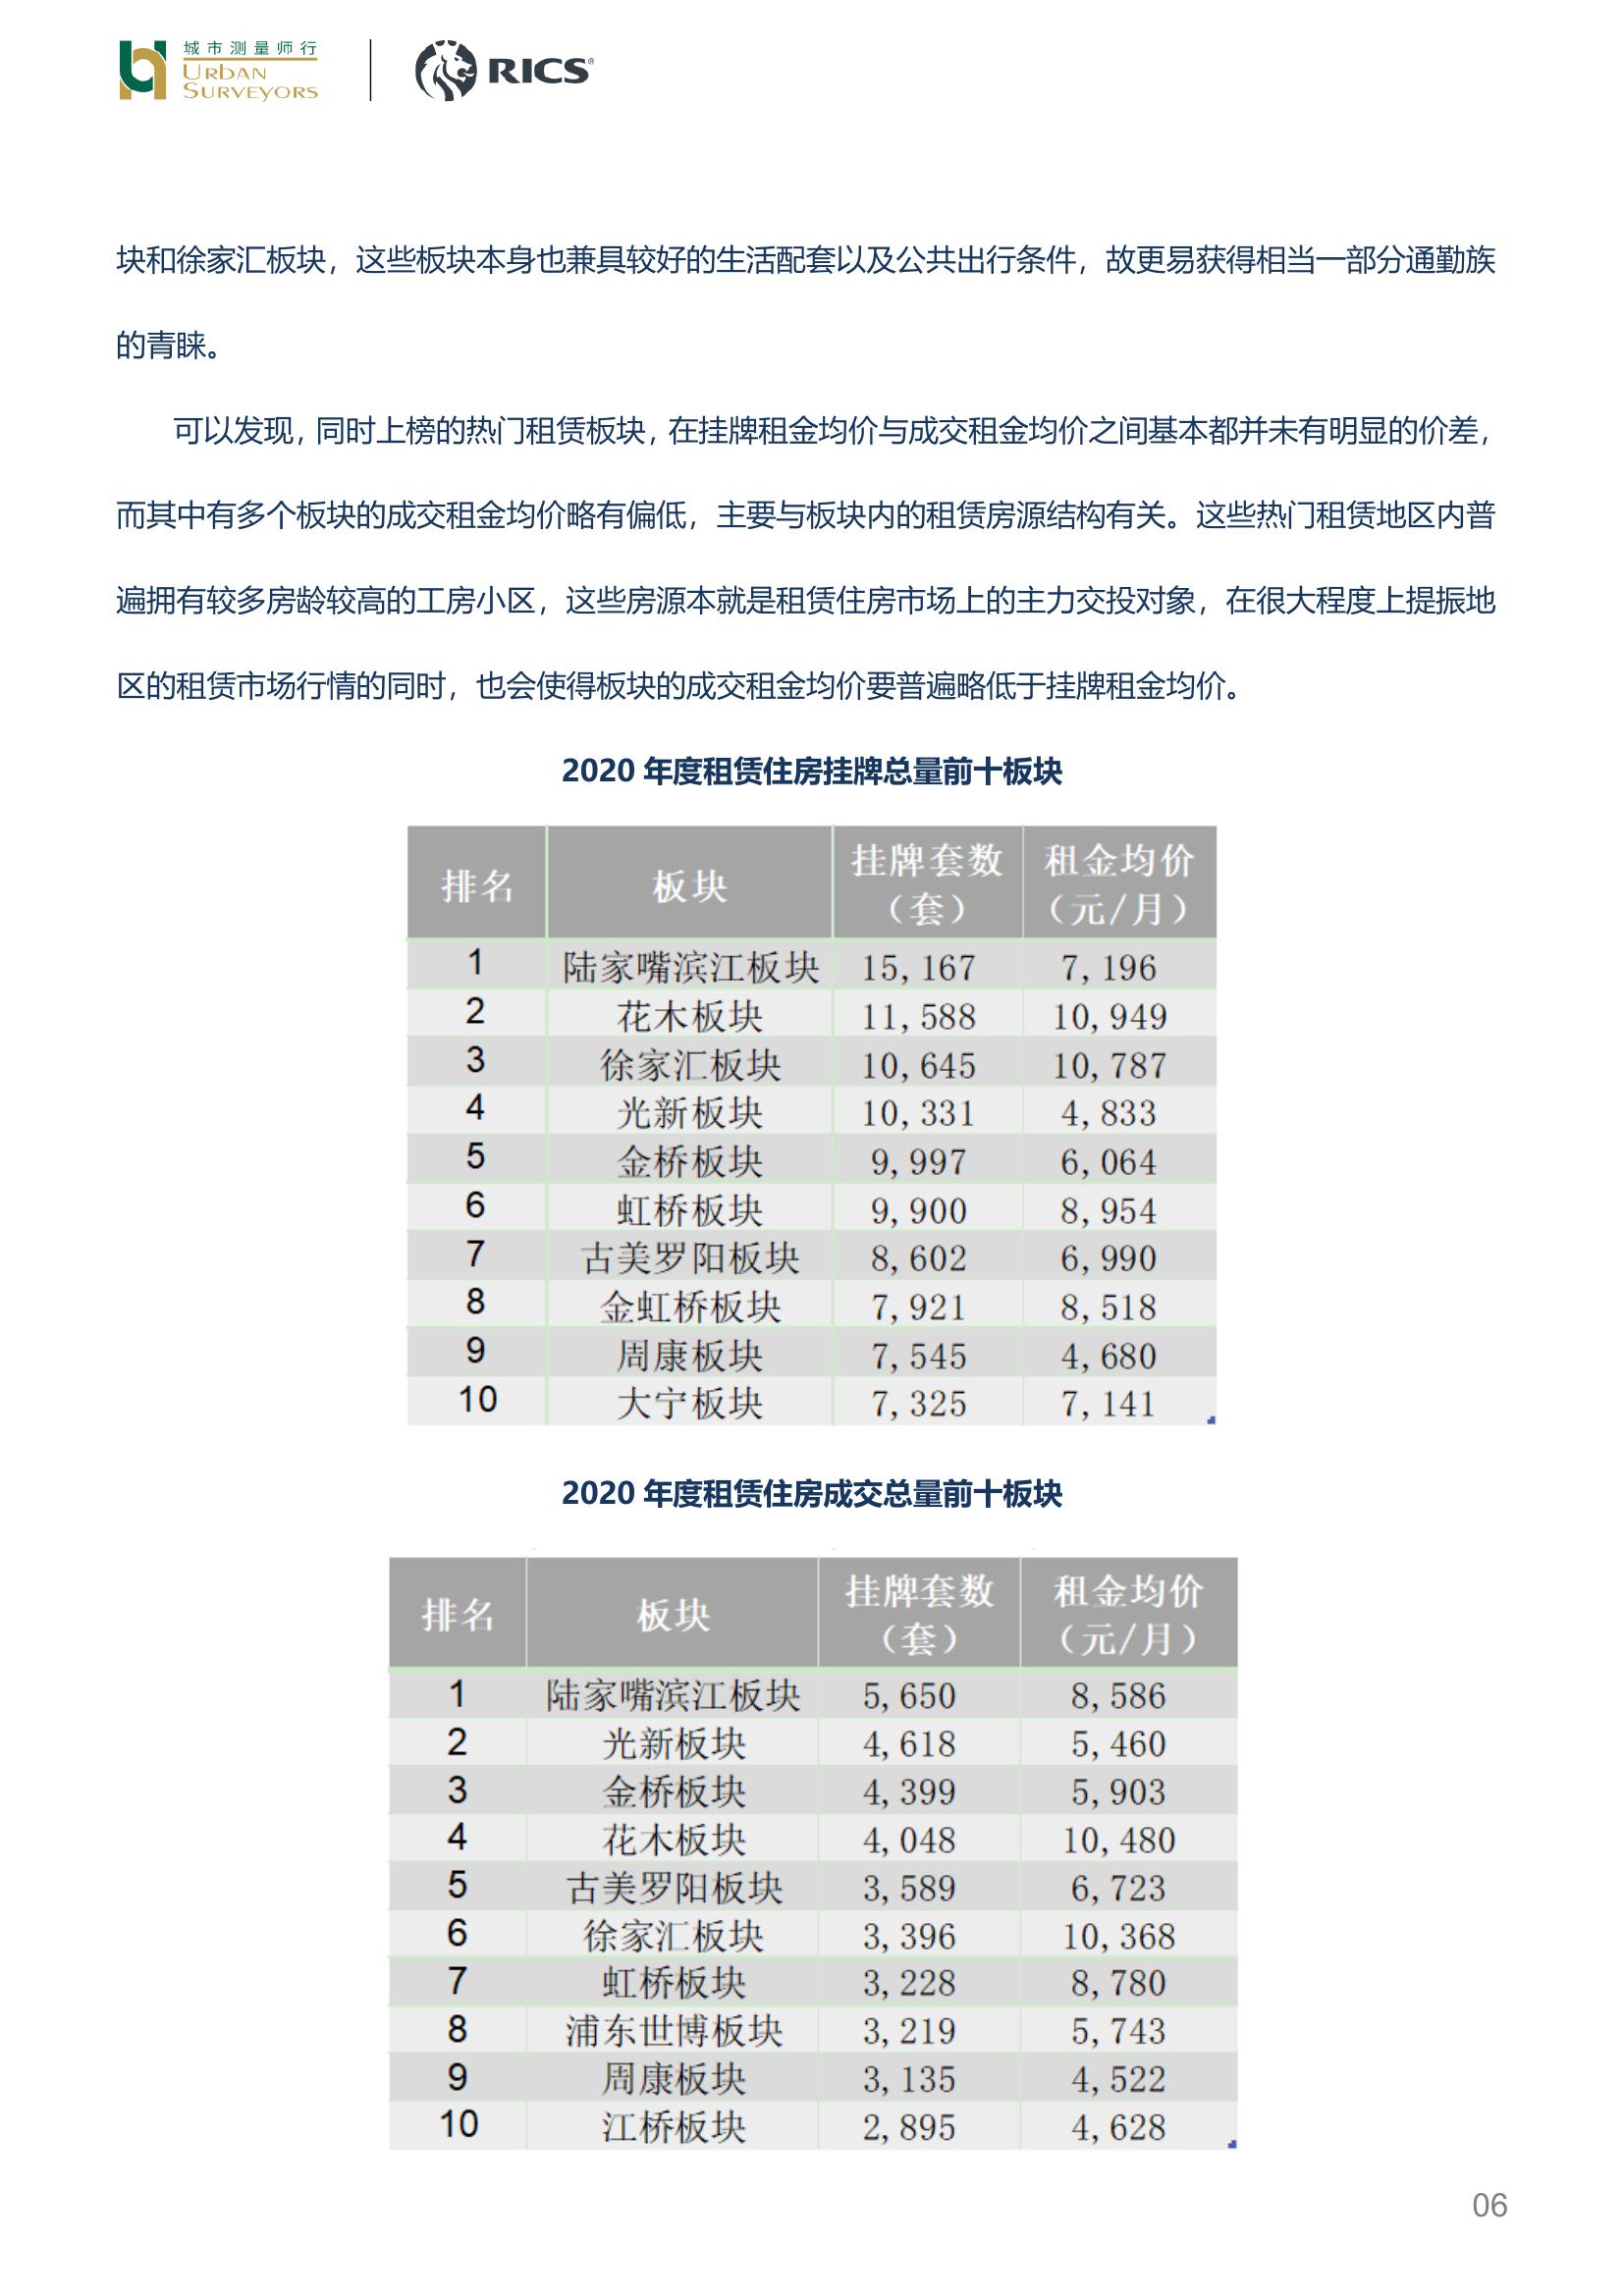 城市测量师行
URBAN
SURVEYORS
RICS®
块和徐家汇板块，这些板块本身也兼具较好的生活配套以及公共出行条件，故更易获得相当一部分通勤族
的青睐。
可以发现，同时上榜的热门租赁板块，在挂牌租金均价与成交租金均价之间基本都并未有明显的价差，
而其中有多个板块的成交租金均价略有偏低，主要与板块内的租赁房源结构有关。这些热门租赁地区内普
遍拥有较多房龄较高的工房小区，这些房源本就是租赁住房市场上的主力交投对象，在很大程度上提振地
区的租赁市场行情的同时，也会使得板块的成交租金均价要普遍略低于挂牌租金均价。
2020 年度租赁住房挂牌总量前十板块
排名 板块 挂牌套数（套） 租金均价（元/月）
1 陆家嘴滨江板块 15,167 7,196
2 花木板块 11,588 10,949
3 徐家汇板块 10,645 10,787
4 光新板块 10,331 4,833
5 金桥板块 9,997 6,064
6 虹桥板块 9,900 8,954
7 古美罗阳板块 8,602 6,990
8 金虹桥板块 7,921 8,518
9 周康板块 7,545 4,680
10 大宁板块 7,325 7,141
2020 年度租赁住房成交总量前十板块
排名 板块 挂牌套数（套） 租金均价（元/月）
1 陆家嘴滨江板块 5,650 8,586
2 光新板块 4,618 5,460
3 金桥板块 4,399 5,903
4 花木板块 4,048 10,480
5 古美罗阳板块 3,589 6,723
6 徐家汇板块 3,396 10,368
7 虹桥板块 3,228 8,780
8 浦东世博板块 3,219 5,743
9 周康板块 3,135 4,522
10 江桥板块 2,895 4,628
06